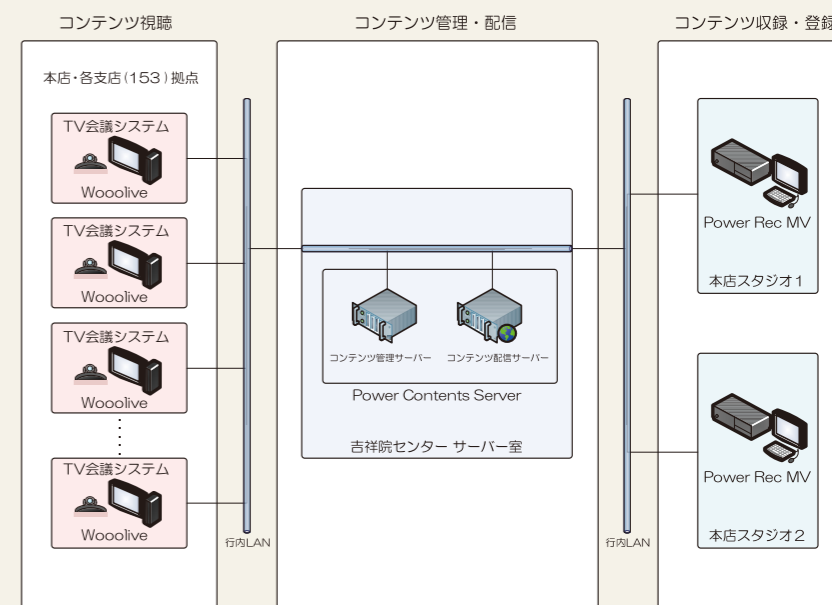 コンテンツ視聴
本店・各支店(153)拠点
TV会議システム
Wooolive
TV会議システム
Wooolive
TV会議システム
Wooolive
TV会議システム
Wooolive
行内LAN
コンテンツ管理・配信
コンテンツ管理サーバー
コンテンツ配信サーバー
Power Contents Server
吉祥院センター サーバー室
行内LAN
コンテンツ収録・登録
Power Rec MV
本店スタジオ1
Power Rec MV
本店スタジオ2